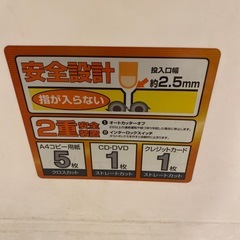 安全設計
投入口幅
約2.5mm
指が入らない
2重安全装置
1 オートカッターオフ
2 インターロックスイッチ
A4コピー用紙
5枚
クロスカット
CD・DVD
1枚
ストレートカット
クレジットカード
1枚
ストレートカット